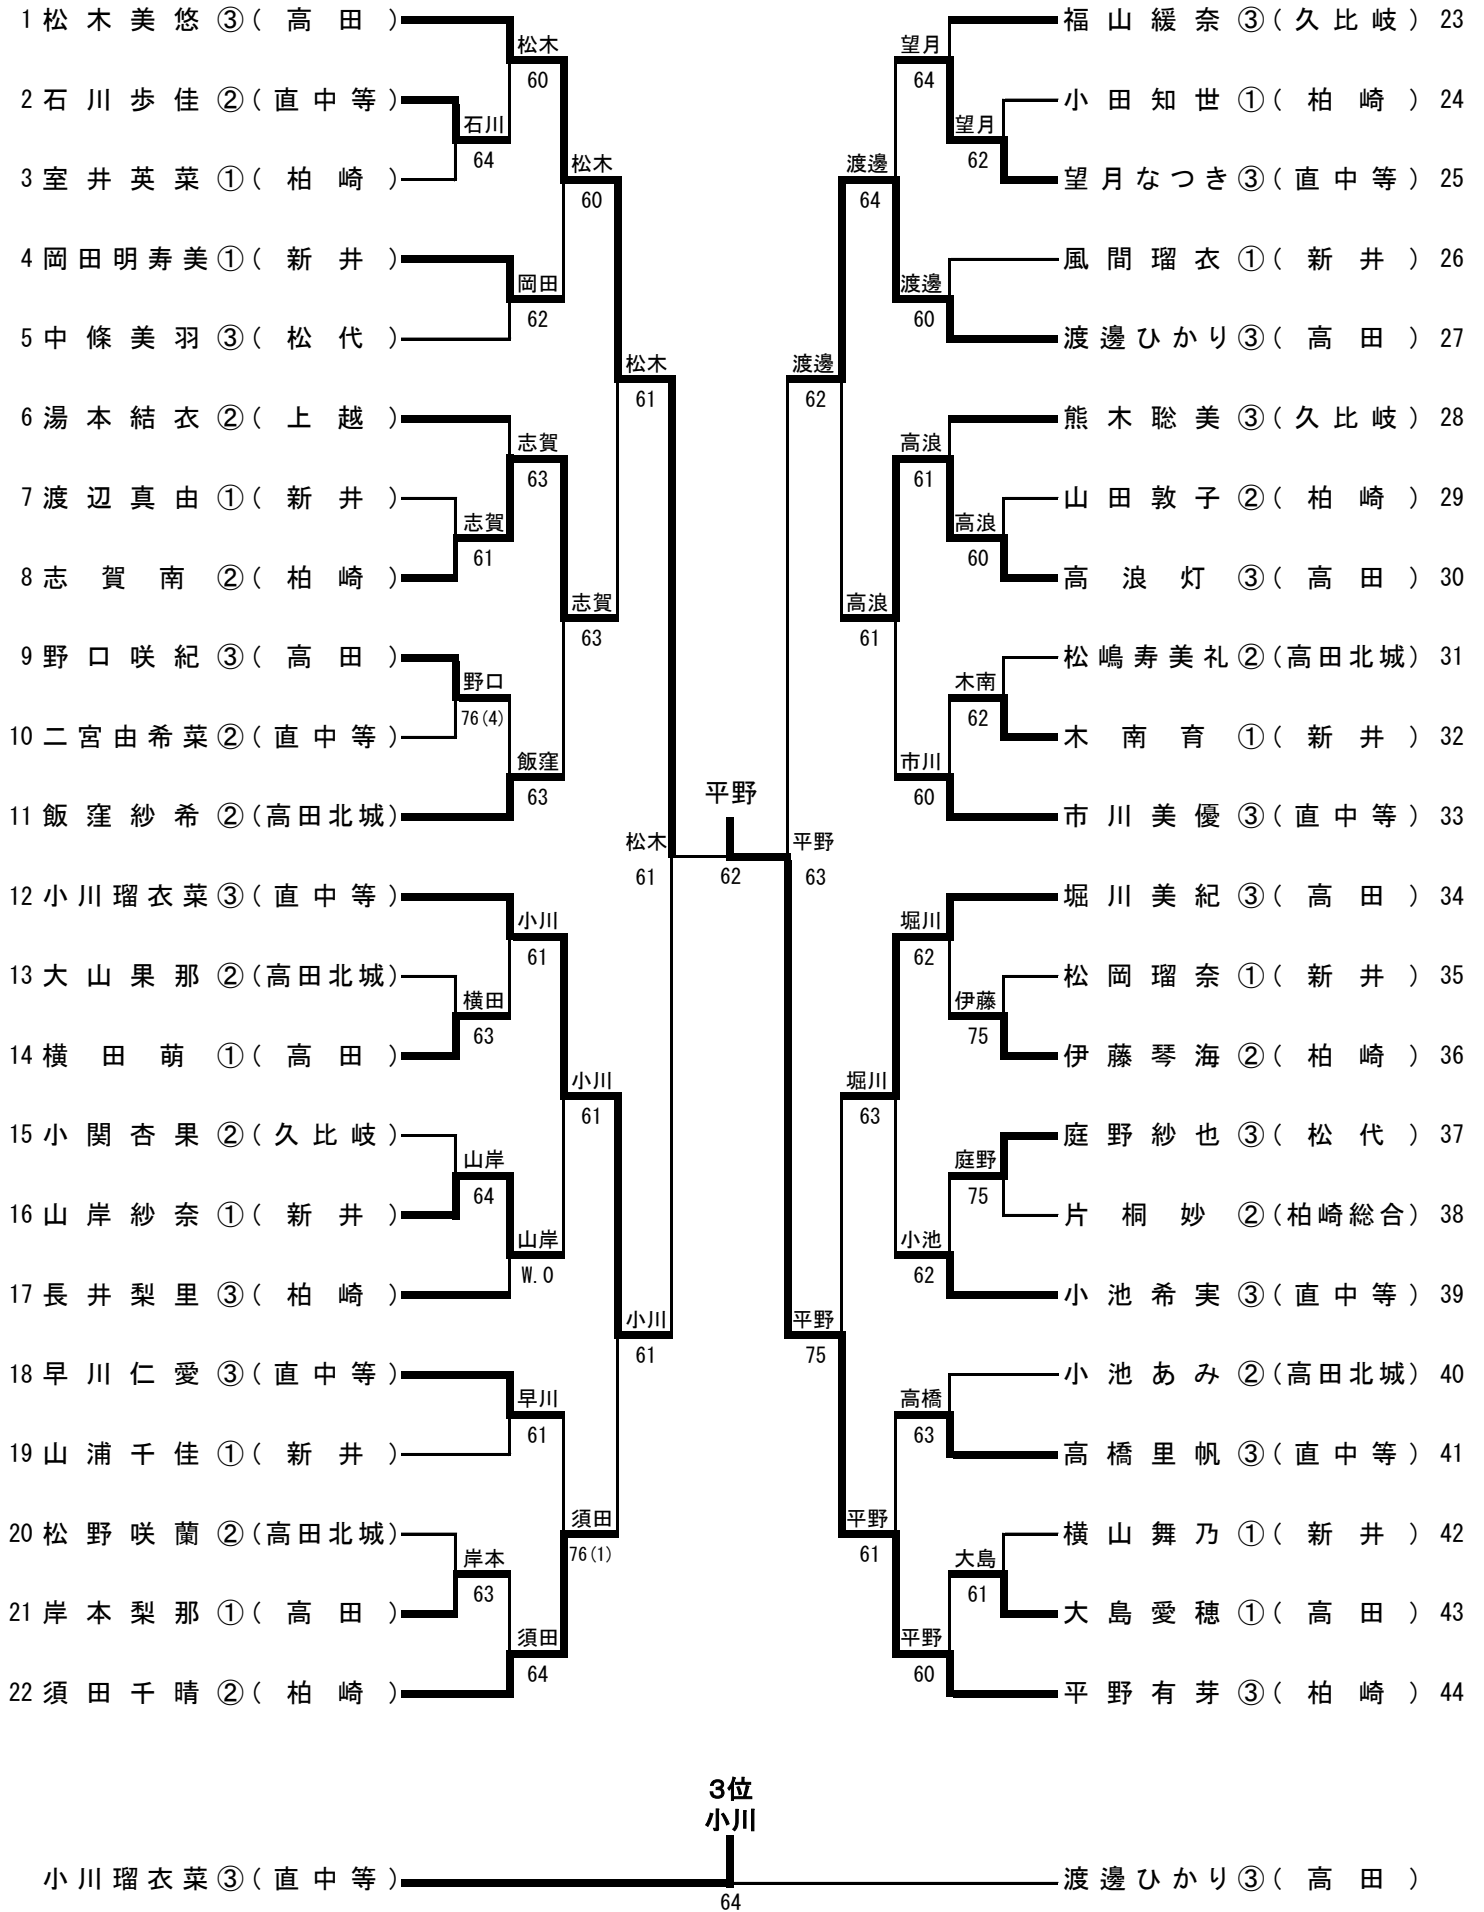 1 松木美悠 ③ (高田)
2 石川歩佳 ② (直中等)
3 室井英菜 ① (柏崎)
4 岡田明寿美 ① (新井)
5 中條美羽 ③ (松代)
6 湯本結衣 ② (上越)
7 渡辺真由 ① (新井)
8 志賀南 ② (柏崎)
9 野口咲紀 ③ (高田)
10 二宮由希菜 ② (直中等)
11 飯窪紗希 ② (高田北城)
12 小川瑠衣菜 ③ (直中等)
13 大山果那 ② (高田北城)
14 横田萌 ① (高田)
15 小関杏果 ② (久比岐)
16 山岸紗奈 ① (新井)
17 長井梨里 ③ (柏崎)
18 早川仁愛 ③ (直中等)
19 山浦千佳 ① (新井)
20 松野咲蘭 ② (高田北城)
21 岸本梨那 ① (高田)
22 須田千晴 ② (柏崎)
石川
64
志賀
61
野口
76(4)
横田
63
山岸
64
岸本
63
松木
60
岡田
62
志賀
63
飯窪
63
小川
61
山岸
W.O
早川
61
須田
64
松木
60
志賀
63
小川
61
須田
76(1)
松木
61
小川
61
松木
61
平野
62
平野
63
渡邊
62
平野
75
渡邊
64
高浪
61
堀川
63
平野
61
望月
64
渡邊
60
高浪
61
市川
60
堀川
62
小池
62
高橋
63
平野
60
望月
62
高浪
60
木南
62
伊藤
75
庭野
75
大島
61
福山緩奈 ③ (久比岐) 23
小田知世 ① (柏崎) 24
望月なつき ③ (直中等) 25
風間瑠衣 ① (新井) 26
渡邊ひかり ③ (高田) 27
熊木聡美 ③ (久比岐) 28
山田敦子 ② (柏崎) 29
高浪灯 ③ (高田) 30
松嶋寿美礼 ② (高田北城) 31
木南育 ① (新井) 32
市川美優 ③ (直中等) 33
堀川美紀 ③ (高田) 34
松岡瑠奈 ① (新井) 35
伊藤琴海 ② (柏崎) 36
庭野紗也 ③ (松代) 37
片桐妙 ② (柏崎総合) 38
小池希実 ③ (直中等) 39
小池あみ ② (高田北城) 40
高橋里帆 ③ (直中等) 41
横山舞乃 ① (新井) 42
大島愛穂 ① (高田) 43
平野有芽 ③ (柏崎) 44
3位
小川
小川瑠衣菜 ③ (直中等)
64
渡邊ひかり ③ (高田)